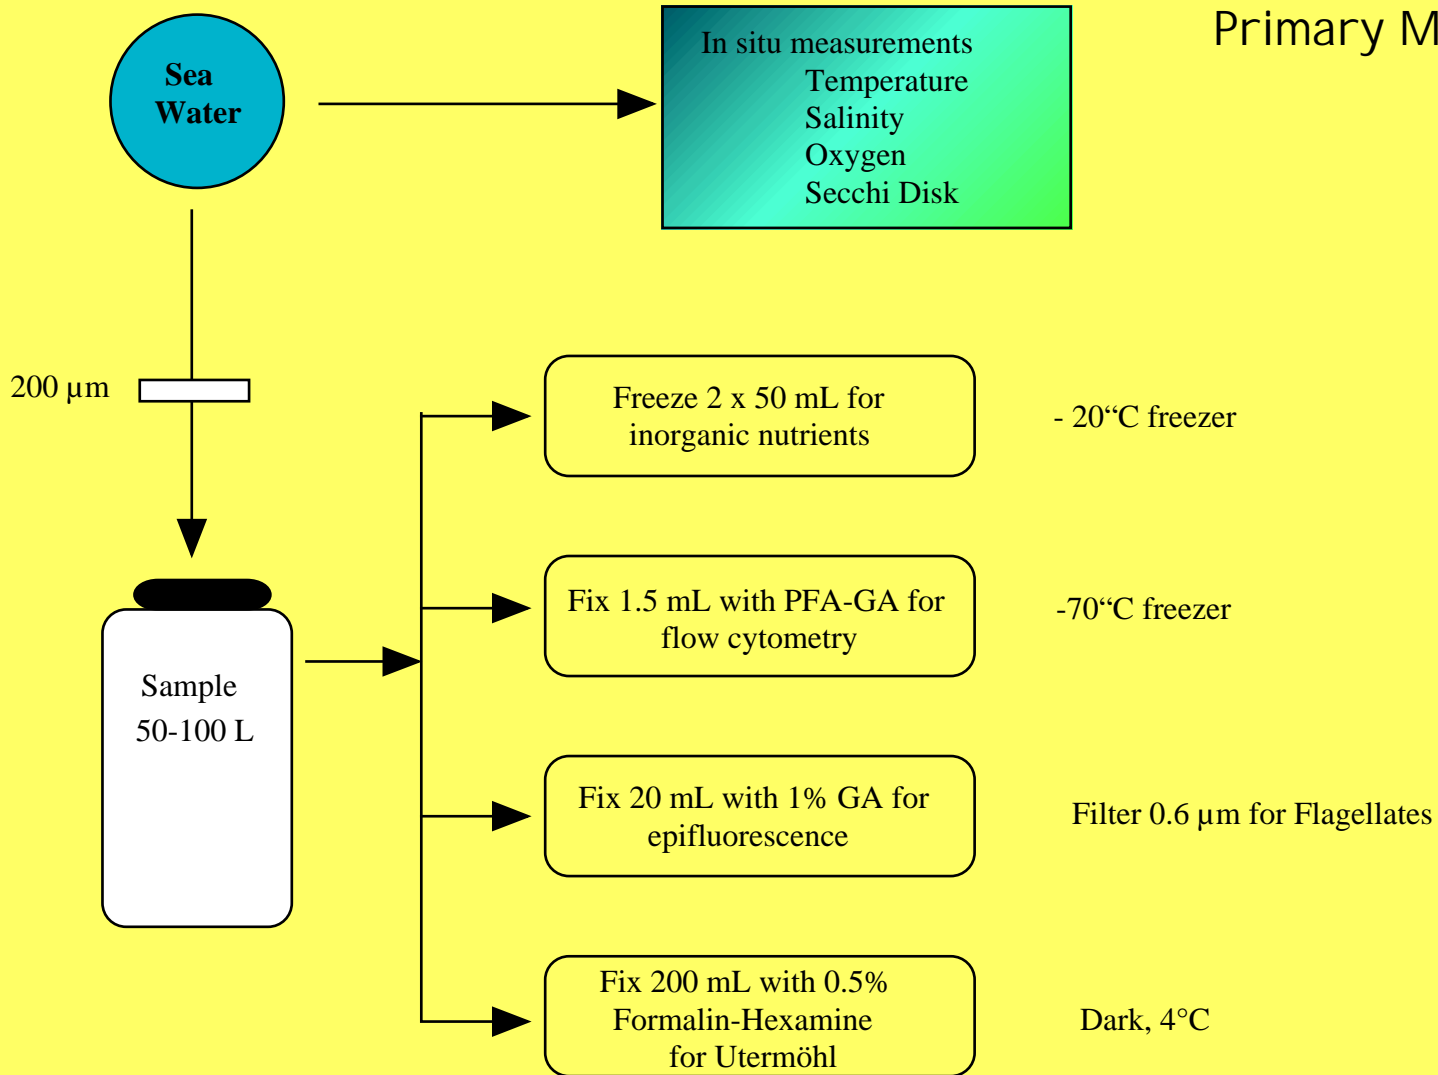 Primary M
Sea
Water
In situ measurements
Temperature
Salinity
Oxygen
Secchi Disk
200 µm
Freeze 2 x 50 mL for
inorganic nutrients
- 20“C freezer
Fix 1.5 mL with PFA-GA for
flow cytometry
-70“C freezer
Sample
50-100 L
Fix 20 mL with 1% GA for
epifluorescence
Filter 0.6 µm for Flagellates
Fix 200 mL with 0.5%
Formalin-Hexamine
for Utermöhl
Dark, 4°C